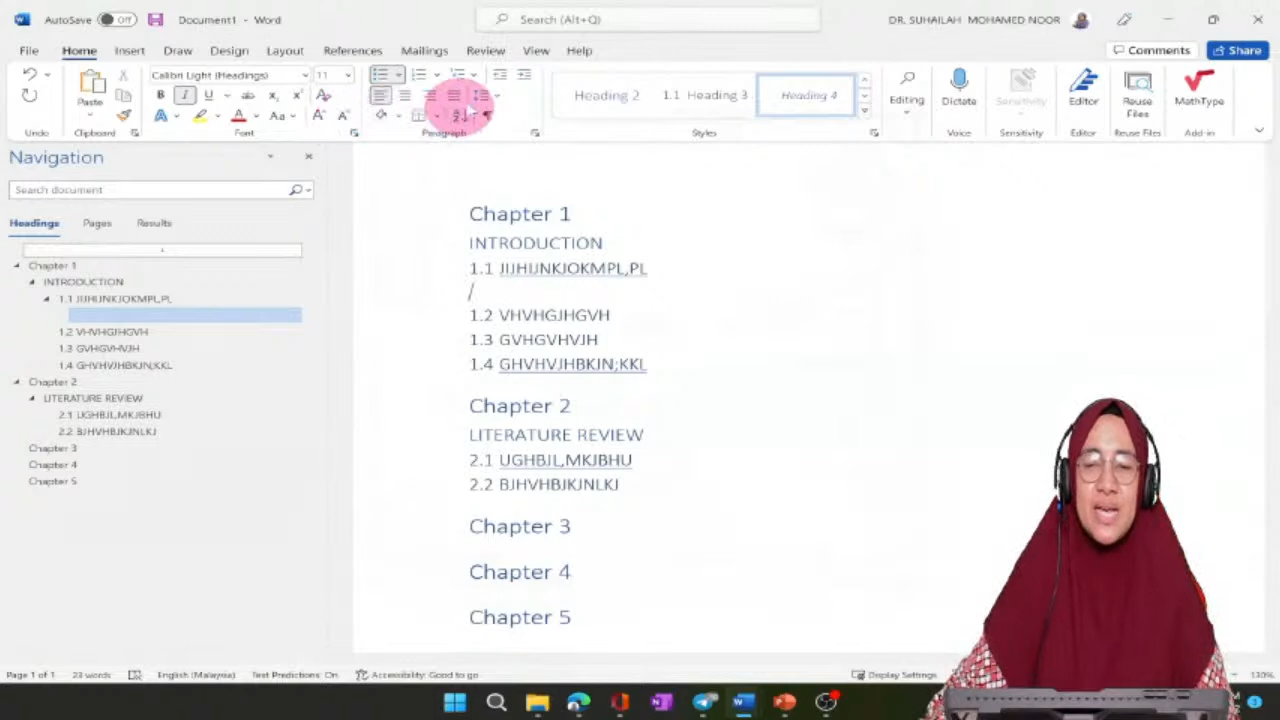 AutoSave Off Document1 - Word Search (Alt+Q) DR. SUHAILAH MOHAMED NOOR
File Home Insert Draw Design Layout References Mailings Review View Help Comments Share
Calibri Light (Headings) 11
Paste
Heading 2 1.1 Heading 3 Heading 4
Editing Dictate Sensitivity Editor Reuse Files MathType
Undo Clipboard Font Paragraph Styles Voice Sensitivity Editor Reuse Files Add-in
Navigation
Search document
Headings Pages Results
Chapter 1
INTRODUCTION
1.1 JIJHIJNKJOKMPL,PL
1.2 VHVHGJHGVH
1.3 GVHGVHVJH
1.4 GHVHVJHBKJN;KKL
Chapter 2
LITERATURE REVIEW
2.1 UGHBJL,MKJBHU
2.2 BJHVHBJKJNLKJ
Chapter 3
Chapter 4
Chapter 5
Chapter 1
INTRODUCTION
1.1 JIJHIJNKJOKMPL,PL
1.2 VHVHGJHGVH
1.3 GVHGVHVJH
1.4 GHVHVJHBKJN;KKL
Chapter 2
LITERATURE REVIEW
2.1 UGHBJL,MKJBHU
2.2 BJHVHBJKJNLKJ
Chapter 3
Chapter 4
Chapter 5
Page 1 of 1 23 words English (Malaysia) Text Predictions: On Accessibility: Good to go Display Settings 130%